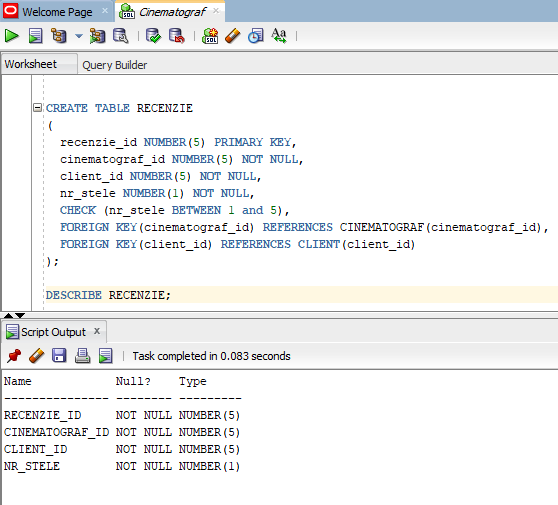 Welcome Page
Cinematograf
SQL
SQL
Aa
Worksheet
Query Builder
CREATE TABLE RECENZIE
(
recenzie_id NUMBER(5) PRIMARY KEY,
cinematograf_id NUMBER(5) NOT NULL,
client_id NUMBER(5) NOT NULL,
nr_stele NUMBER(1) NOT NULL,
CHECK (nr_stele BETWEEN 1 and 5),
FOREIGN KEY(cinematograf_id) REFERENCES CINEMATOGRAF(cinematograf_id),
FOREIGN KEY(client_id) REFERENCES CLIENT(client_id)
);
DESCRIBE RECENZIE;
Script Output x
Task completed in 0.083 seconds
Name Null? Type
--------------- -------- ---------
RECENZIE_ID NOT NULL NUMBER(5)
CINEMATOGRAF_ID NOT NULL NUMBER(5)
CLIENT_ID NOT NULL NUMBER(5)
NR_STELE NOT NULL NUMBER(1)